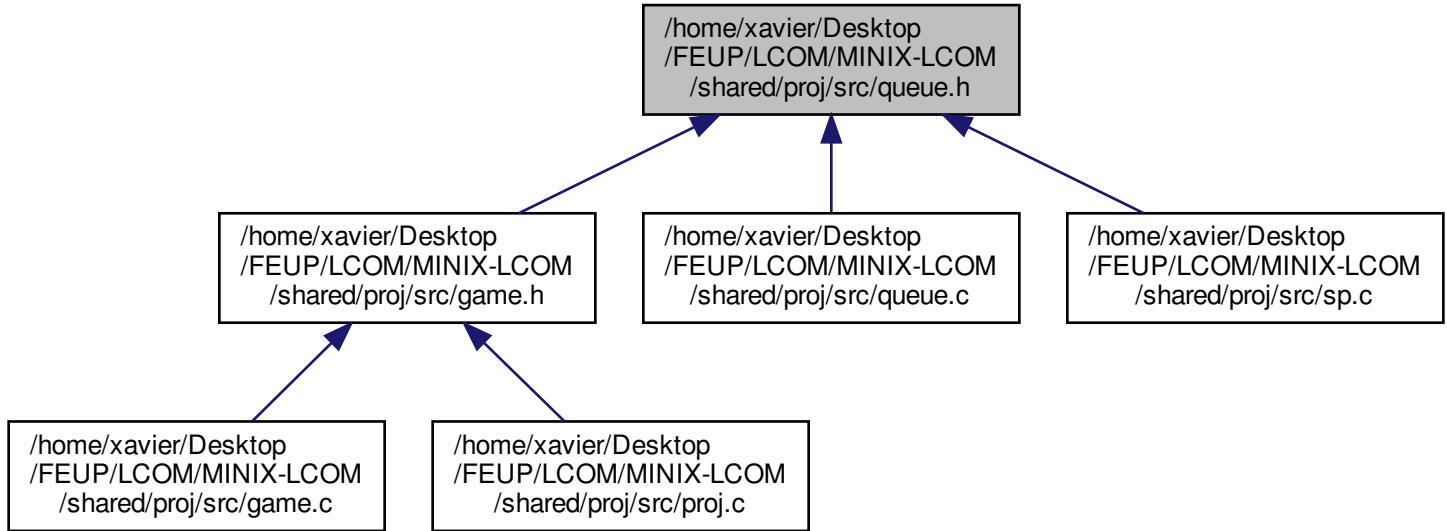 /home/xavier/Desktop
/FEUP/LCOM/MINIX-LCOM
/shared/proj/src/queue.h
/home/xavier/Desktop
/FEUP/LCOM/MINIX-LCOM
/shared/proj/src/game.h
/home/xavier/Desktop
/FEUP/LCOM/MINIX-LCOM
/shared/proj/src/queue.c
/home/xavier/Desktop
/FEUP/LCOM/MINIX-LCOM
/shared/proj/src/sp.c
/home/xavier/Desktop
/FEUP/LCOM/MINIX-LCOM
/shared/proj/src/game.c
/home/xavier/Desktop
/FEUP/LCOM/MINIX-LCOM
/shared/proj/src/proj.c